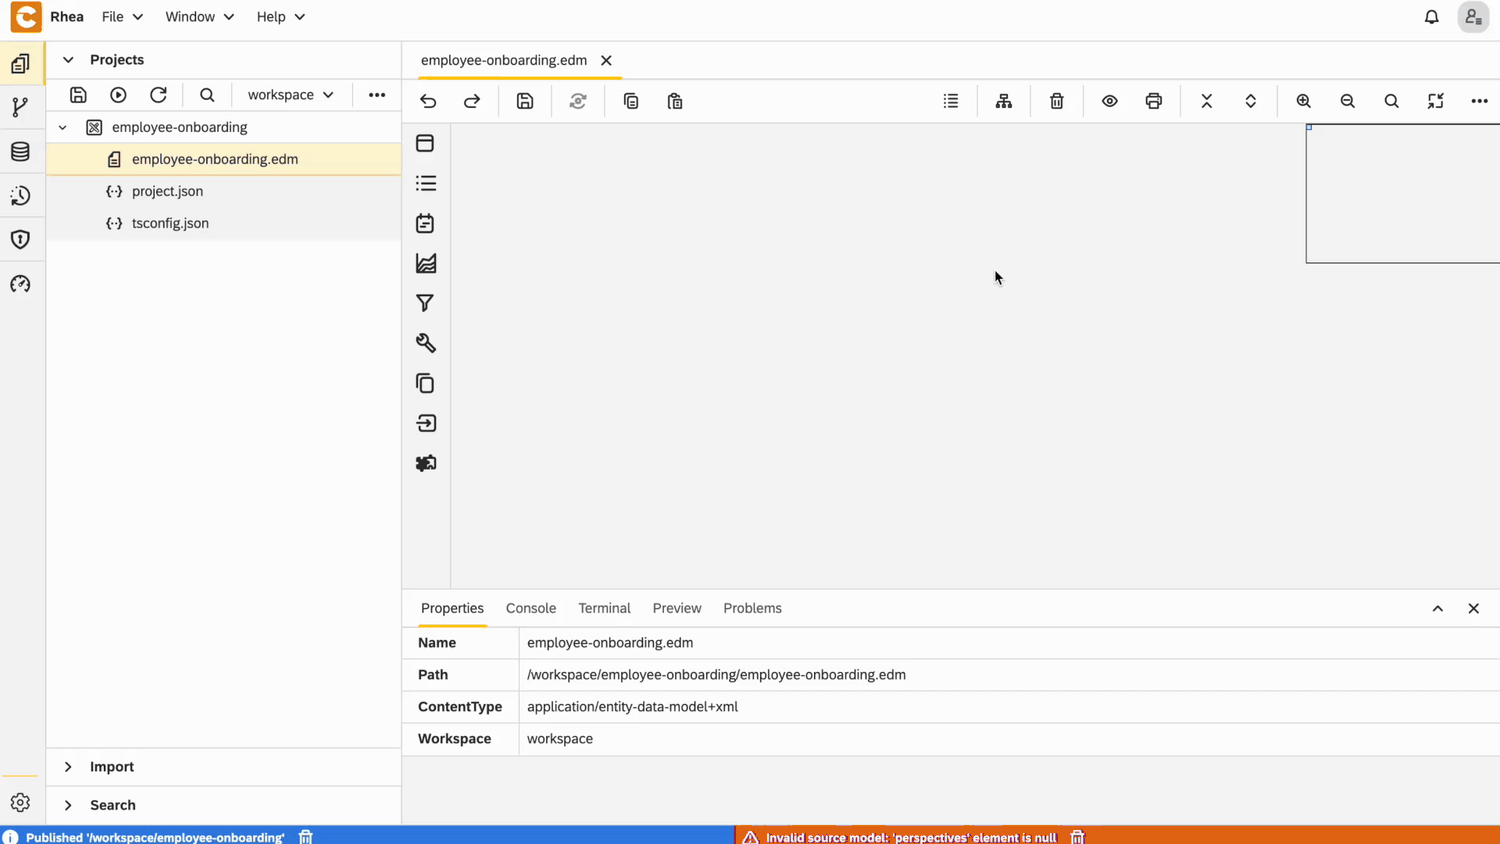 Rhea File Window Help
Projects
employee-onboarding.edm
workspace
employee-onboarding
employee-onboarding.edm
project.json
tsconfig.json
Properties Console Terminal Preview Problems
Name employee-onboarding.edm
Path /workspace/employee-onboarding/employee-onboarding.edm
ContentType application/entity-data-model+xml
Workspace workspace
Import
Search
Published '/workspace/employee-onboarding'
Invalid source model: 'perspectives' element is null